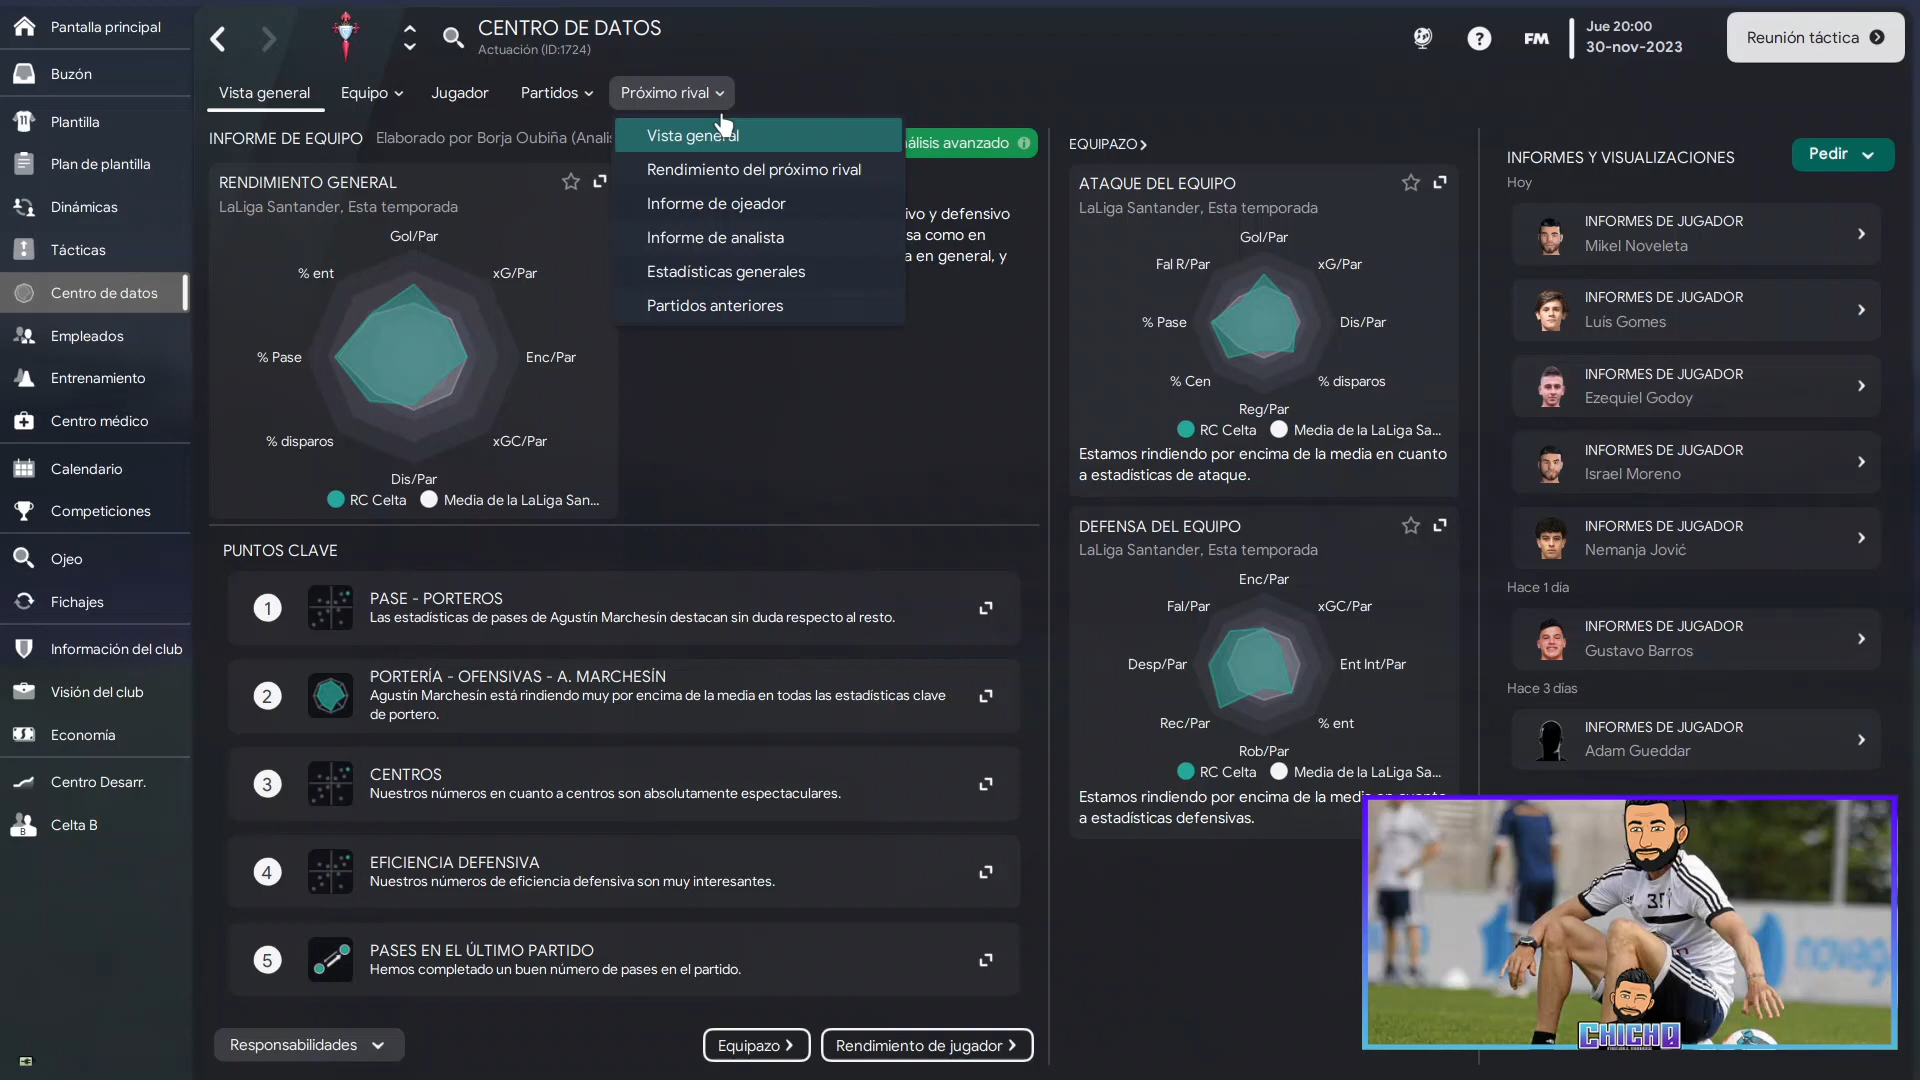 Pantalla principal
Buzón
Plantilla
Plan de plantilla
Dinámicas
Tácticas
Centro de datos
Empleados
Entrenamiento
Centro médico
Calendario
Competiciones
Ojeo
Fichajes
Información del club
Visión del club
Economía
Centro Desarr.
Celta B
CENTRO DE DATOS
Actuación (ID:1724)
FM
Jue 20:00
30-nov-2023
Reunión táctica
Vista general
Equipo
Jugador
Partidos
Próximo rival
Vista general
Rendimiento del próximo rival
Informe de ojeador
Informe de analista
Estadísticas generales
Partidos anteriores
INFORME DE EQUIPO Elaborado por Borja Oubiña (Analis
álisis avanzado
ivo y defensivo
sa como en
a en general, y
RENDIMIENTO GENERAL
LaLiga Santander, Esta temporada
Gol/Par
% ent
xG/Par
% Pase
Enc/Par
% disparos
xGC/Par
Dis/Par
RC Celta
Media de la LaLiga San...
PUNTOS CLAVE
1
PASE - PORTEROS
Las estadísticas de pases de Agustín Marchesín destacan sin duda respecto al resto.
2
PORTERÍA - OFENSIVAS - A. MARCHESÍN
Agustín Marchesín está rindiendo muy por encima de la media en todas las estadísticas clave
de portero.
3
CENTROS
Nuestros números en cuanto a centros son absolutamente espectaculares.
4
EFICIENCIA DEFENSIVA
Nuestros números de eficiencia defensiva son muy interesantes.
5
PASES EN EL ÚLTIMO PARTIDO
Hemos completado un buen número de pases en el partido.
Responsabilidades
Equipazo
Rendimiento de jugador
EQUIPAZO
ATAQUE DEL EQUIPO
LaLiga Santander, Esta temporada
Gol/Par
Fal R/Par
xG/Par
% Pase
Dis/Par
% Cen
% disparos
Reg/Par
RC Celta
Media de la LaLiga Sa...
Estamos rindiendo por encima de la media en cuanto
a estadísticas de ataque.
DEFENSA DEL EQUIPO
LaLiga Santander, Esta temporada
Enc/Par
Fal/Par
xGC/Par
Desp/Par
Ent Int/Par
Rec/Par
% ent
Rob/Par
RC Celta
Media de la LaLiga Sa...
Estamos rindiendo por encima de la media en cuanto
a estadísticas defensivas.
INFORMES Y VISUALIZACIONES
Pedir
Hoy
INFORMES DE JUGADOR
Mikel Noveleta
INFORMES DE JUGADOR
Luís Gomes
INFORMES DE JUGADOR
Ezequiel Godoy
INFORMES DE JUGADOR
Israel Moreno
INFORMES DE JUGADOR
Nemanja Jović
Hace 1 día
INFORMES DE JUGADOR
Gustavo Barros
Hace 3 días
INFORMES DE JUGADOR
Adam Gueddar
novaga
CHICHO